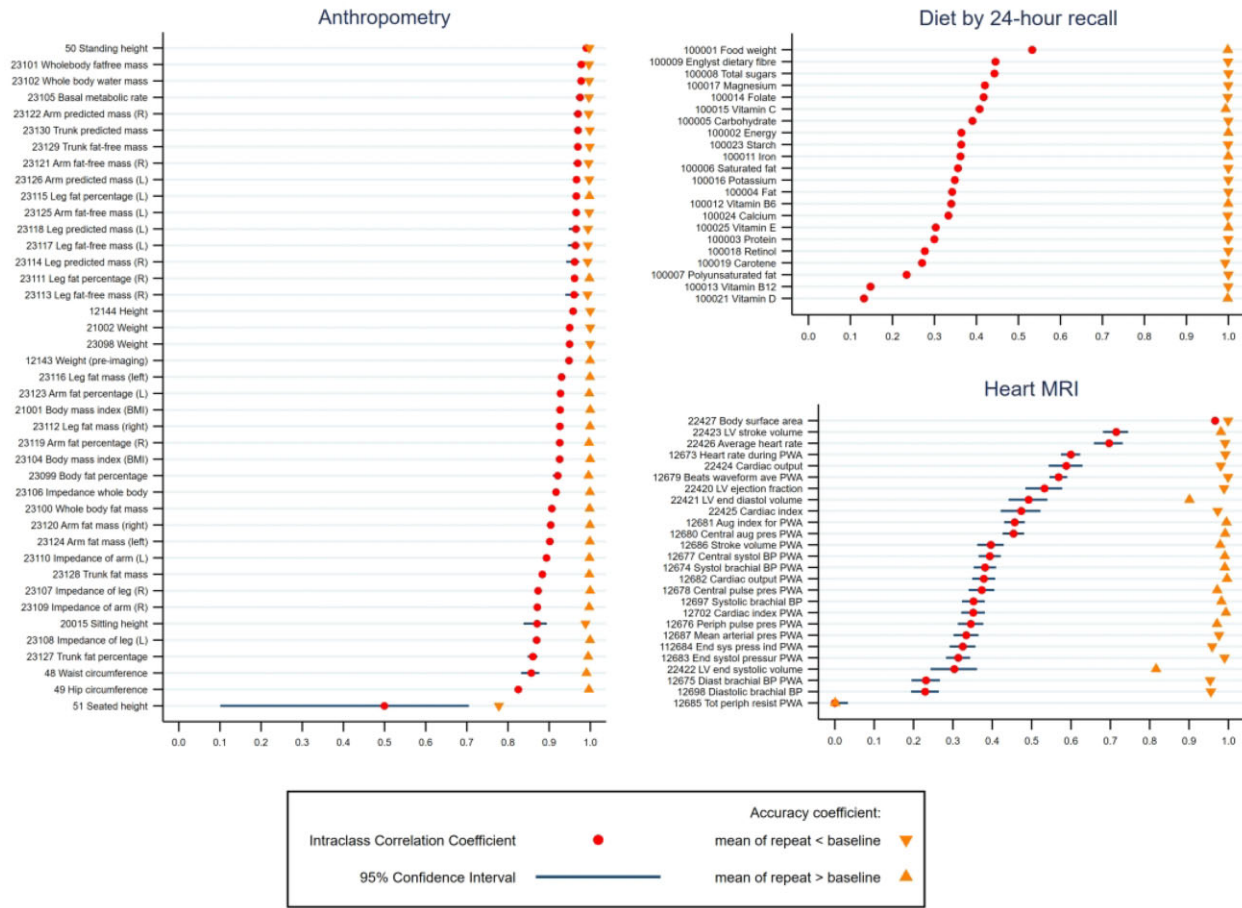 Anthropometry
50 Standing height
23101 Wholebody fatfree mass
23102 Whole body water mass
23105 Basal metabolic rate
23122 Arm predicted mass (R)
23130 Trunk predicted mass
23129 Trunk fat-free mass
23121 Arm fat-free mass (R)
23126 Arm predicted mass (L)
23115 Leg fat percentage (L)
23125 Arm fat-free mass (L)
23118 Leg predicted mass (L)
23117 Leg fat-free mass (L)
23114 Leg predicted mass (R)
23111 Leg fat percentage (R)
23113 Leg fat-free mass (R)
12144 Height
21002 Weight
23098 Weight
12143 Weight (pre-imaging)
23116 Leg fat mass (left)
23123 Arm fat percentage (L)
21001 Body mass index (BMI)
23112 Leg fat mass (right)
23119 Arm fat percentage (R)
23104 Body mass index (BMI)
23099 Body fat percentage
23106 Impedance whole body
23100 Whole body fat mass
23120 Arm fat mass (right)
23124 Arm fat mass (left)
23110 Impedance of arm (L)
23128 Trunk fat mass
23107 Impedance of leg (R)
23109 Impedance of arm (R)
20015 Sitting height
23108 Impedance of leg (L)
23127 Trunk fat percentage
48 Waist circumference
49 Hip circumference
51 Seated height
0.0 0.1 0.2 0.3 0.4 0.5 0.6 0.7 0.8 0.9 1.0
Diet by 24-hour recall
100001 Food weight
100009 Englyst dietary fibre
100008 Total sugars
100017 Magnesium
100014 Folate
100015 Vitamin C
100005 Carbohydrate
100002 Energy
100023 Starch
100011 Iron
100006 Saturated fat
100016 Potassium
100004 Fat
100012 Vitamin B6
100024 Calcium
100025 Vitamin E
100003 Protein
100018 Retinol
100019 Carotene
100007 Polyunsaturated fat
100013 Vitamin B12
100021 Vitamin D
0.0 0.1 0.2 0.3 0.4 0.5 0.6 0.7 0.8 0.9 1.0
Heart MRI
22427 Body surface area
22423 LV stroke volume
22426 Average heart rate
12673 Heart rate during PWA
22424 Cardiac output
12679 Beats waveform ave PWA
22420 LV ejection fraction
22421 LV end diastol volume
22425 Cardiac index
12681 Aug index for PWA
12680 Central aug pres PWA
12686 Stroke volume PWA
12677 Central systol BP PWA
12674 Systol brachial BP PWA
12682 Cardiac output PWA
12678 Central pulse pres PWA
12697 Systolic brachial BP
12702 Cardiac index PWA
12676 Periph pulse pres PWA
12687 Mean arterial pres PWA
112684 End sys press ind PWA
12683 End systol pressur PWA
22422 LV end systolic volume
12675 Diast brachial BP PWA
12698 Diastolic brachial BP
12685 Tot periph resist PWA
0.0 0.1 0.2 0.3 0.4 0.5 0.6 0.7 0.8 0.9 1.0
Accuracy coefficient:
Intraclass Correlation Coefficient mean of repeat < baseline
95% Confidence Interval mean of repeat > baseline